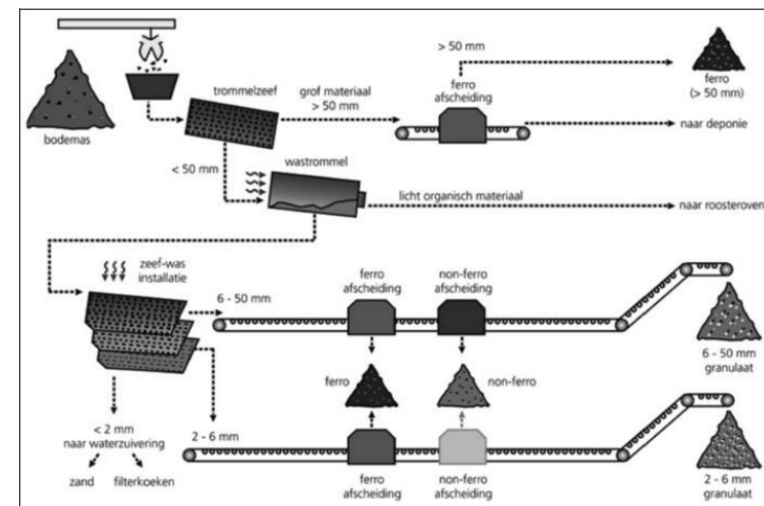 bodemas
trommelzeef
grof materiaal
> 50 mm
> 50 mm
ferro
afscheiding
ferro
(> 50 mm)
naar deponie
< 50 mm
wastrommel
licht organisch materiaal
naar roosteroven
zeef-was
installatie
6 - 50 mm
ferro
afscheiding
non-ferro
afscheiding
6 - 50 mm
granulaat
ferro
non-ferro
< 2 mm
naar waterzuivering
zand
filterkoeken
2 - 6 mm
ferro
afscheiding
non-ferro
afscheiding
2 - 6 mm
granulaat